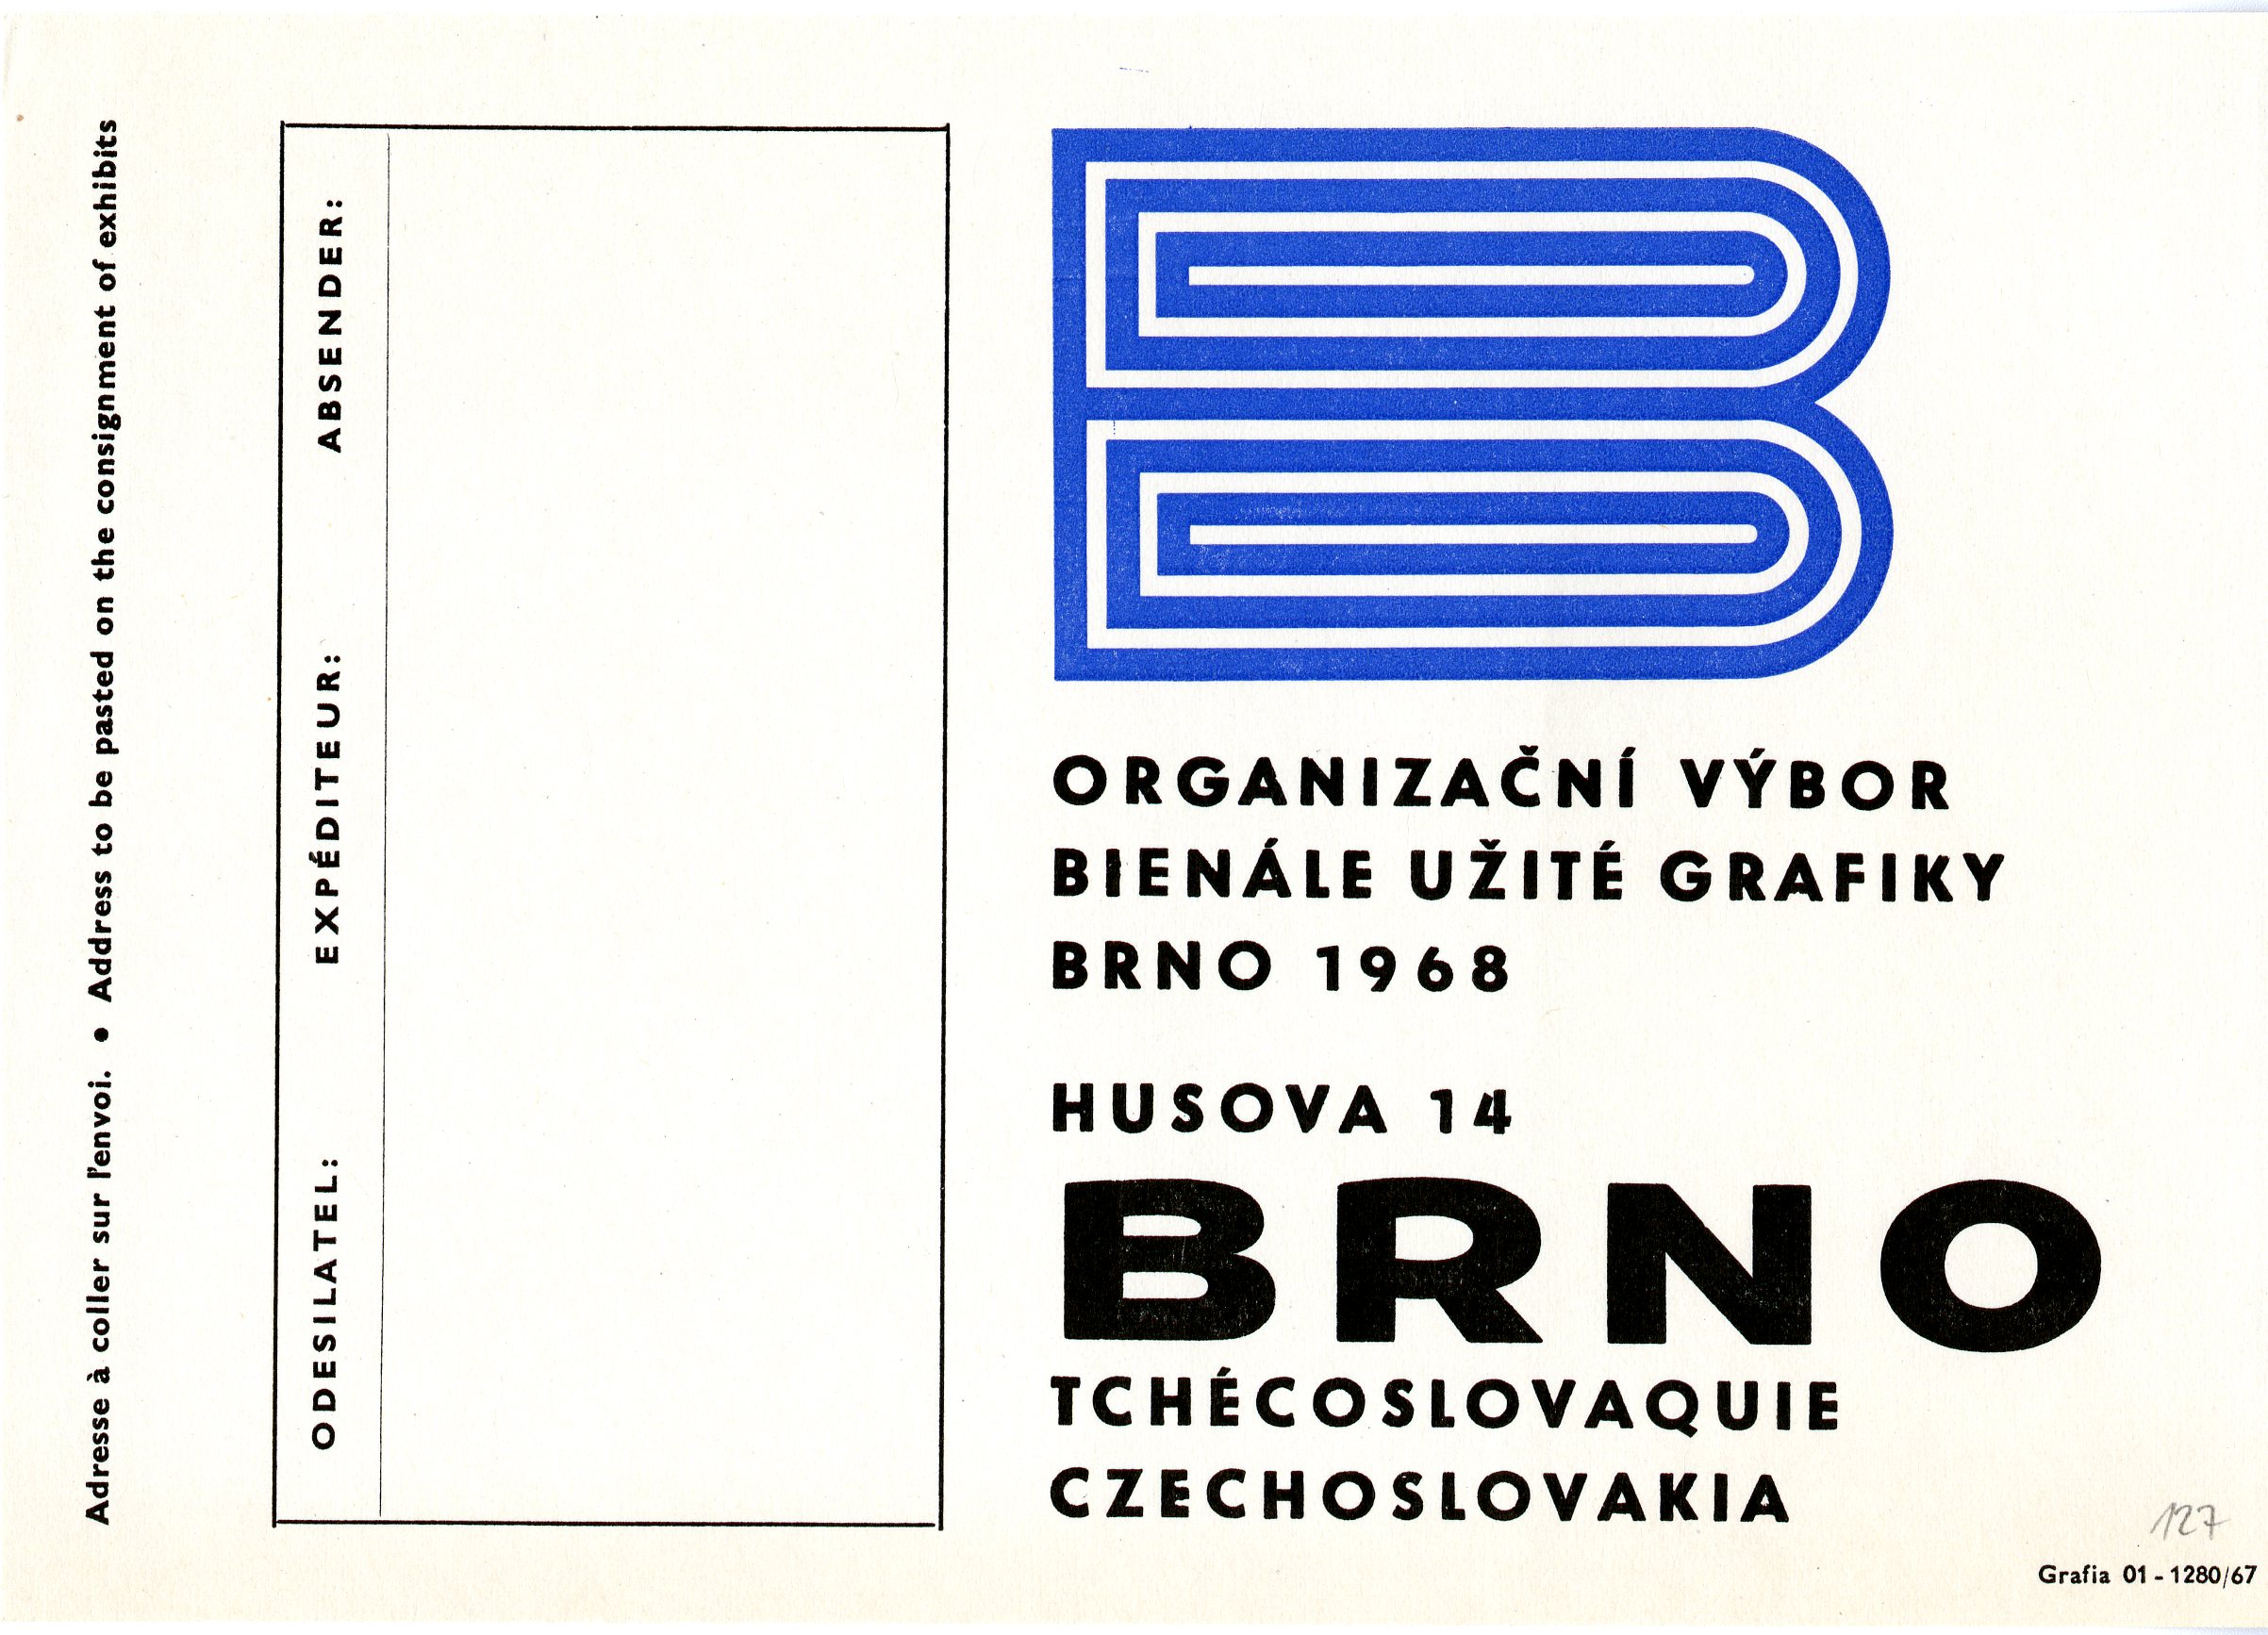 Adresse à coller sur l'envoi. • Address to be pasted on the consignment of exhibits
ODESILATEL: EXPÉDITEUR: ABSENDER:
B
ORGANIZAČNÍ VÝBOR
BIENÁLE UŽITÉ GRAFIKY
BRNO 1968
HUSOVA 14
BRNO
TCHÉCOSLOVAQUIE
CZECHOSLOVAKIA
127
Grafia 01 - 1280/67